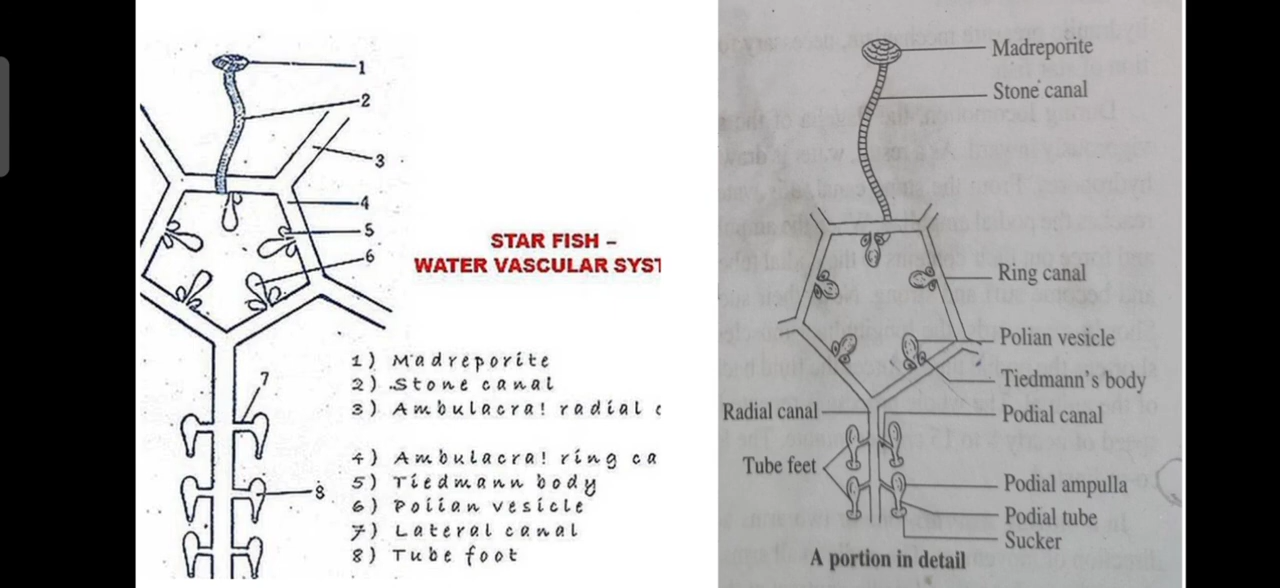 1
2
3
4
5
6
7
8
STAR FISH –
WATER VASCULAR SYST
1) Madreporite
2) Stone canal
3) Ambulacra! radial c
4) Ambulacra! ring ca
5) Tiedmann body
6) Polian vesicle
7) Lateral canal
8) Tube foot
Madreporite
Stone canal
Ring canal
Polian vesicle
Tiedmann's body
Radial canal
Podial canal
Tube feet
Podial ampulla
Podial tube
Sucker
A portion in detail